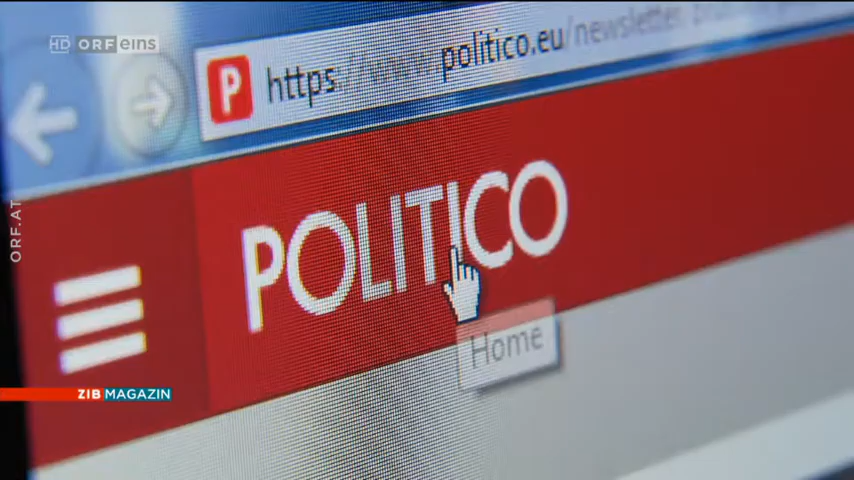 HD ORF eins
P https://www.politico.eu/newsletter
POLITICO
Home
ORF.AT
ZIB MAGAZIN